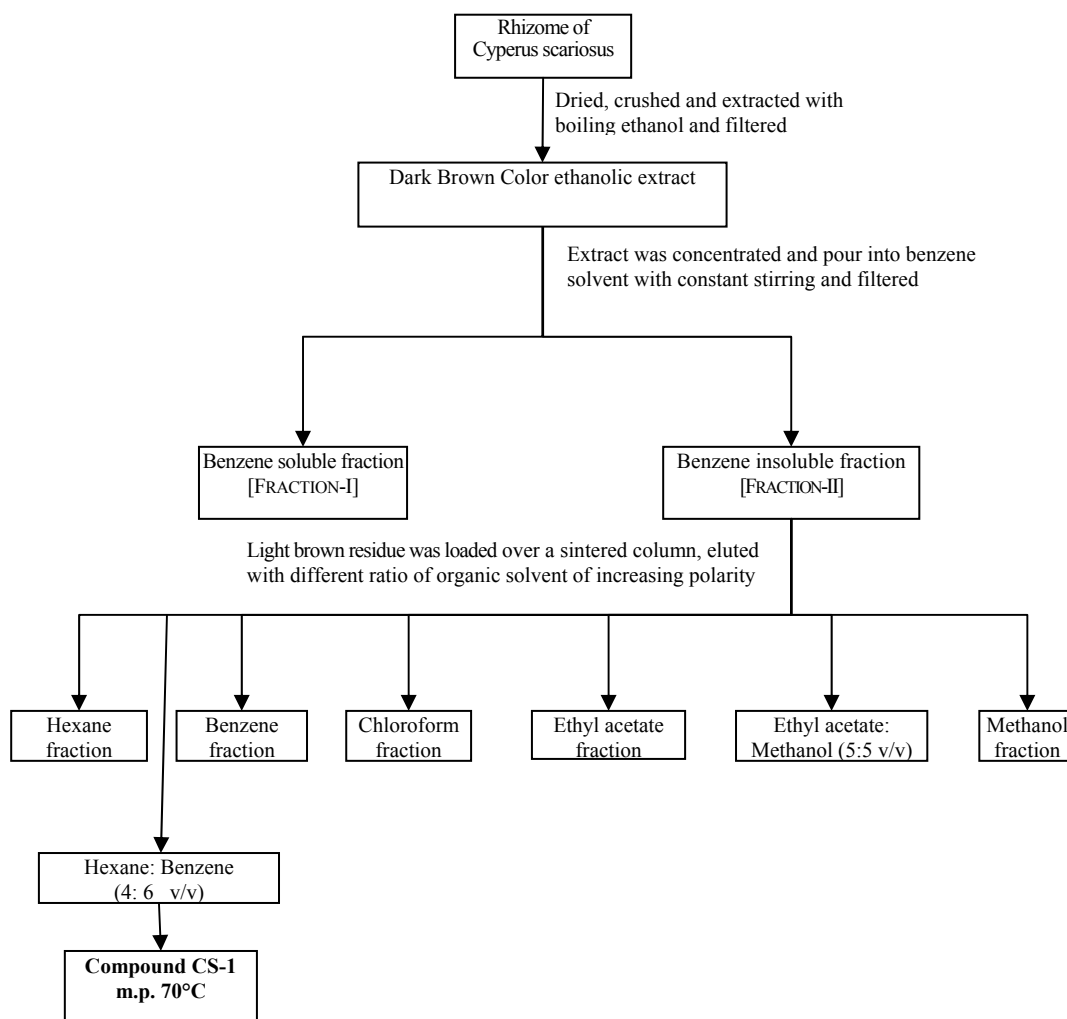 Rhizome of
Cyperus scariosus
Dried, crushed and extracted with
boiling ethanol and filtered
Dark Brown Color ethanolic extract
Extract was concentrated and pour into benzene
solvent with constant stirring and filtered
Benzene soluble fraction
[FRACTION-I]
Benzene insoluble fraction
[FRACTION-II]
Light brown residue was loaded over a sintered column, eluted
with different ratio of organic solvent of increasing polarity
Hexane
fraction
Benzene
fraction
Chloroform
fraction
Ethyl acetate
fraction
Ethyl acetate:
Methanol (5:5 v/v)
Methanol
fraction
Hexane: Benzene
(4: 6 v/v)
Compound CS-1
m.p. 70°C